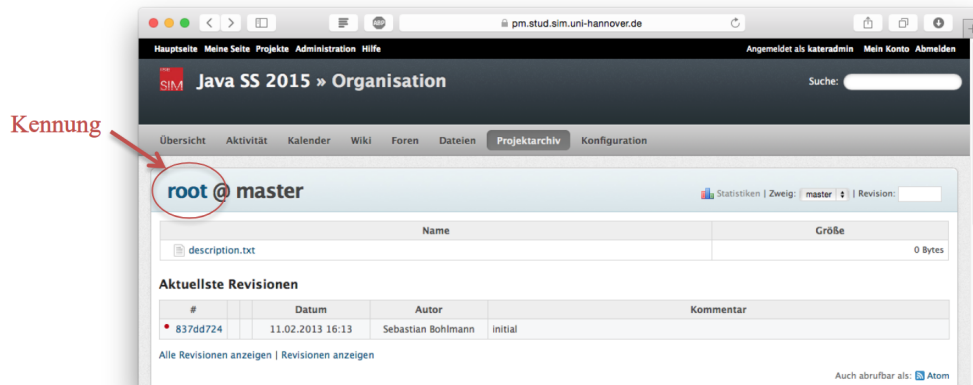 pm.stud.sim.uni-hannover.de
Hauptseite Meine Seite Projekte Administration Hilfe
Angemeldet als kateradmin Mein Konto Abmelden
SIM
Java SS 2015 » Organisation
Suche:
Kennung
Übersicht Aktivität Kalender Wiki Foren Dateien Projektarchiv Konfiguration
root @ master
Statistiken | Zweig: master | Revision:
Name Größe
description.txt 0 Bytes
Aktuellste Revisionen
# Datum Autor Kommentar
837dd724 11.02.2013 16:13 Sebastian Bohlmann initial
Alle Revisionen anzeigen | Revisionen anzeigen
Auch abrufbar als: Atom